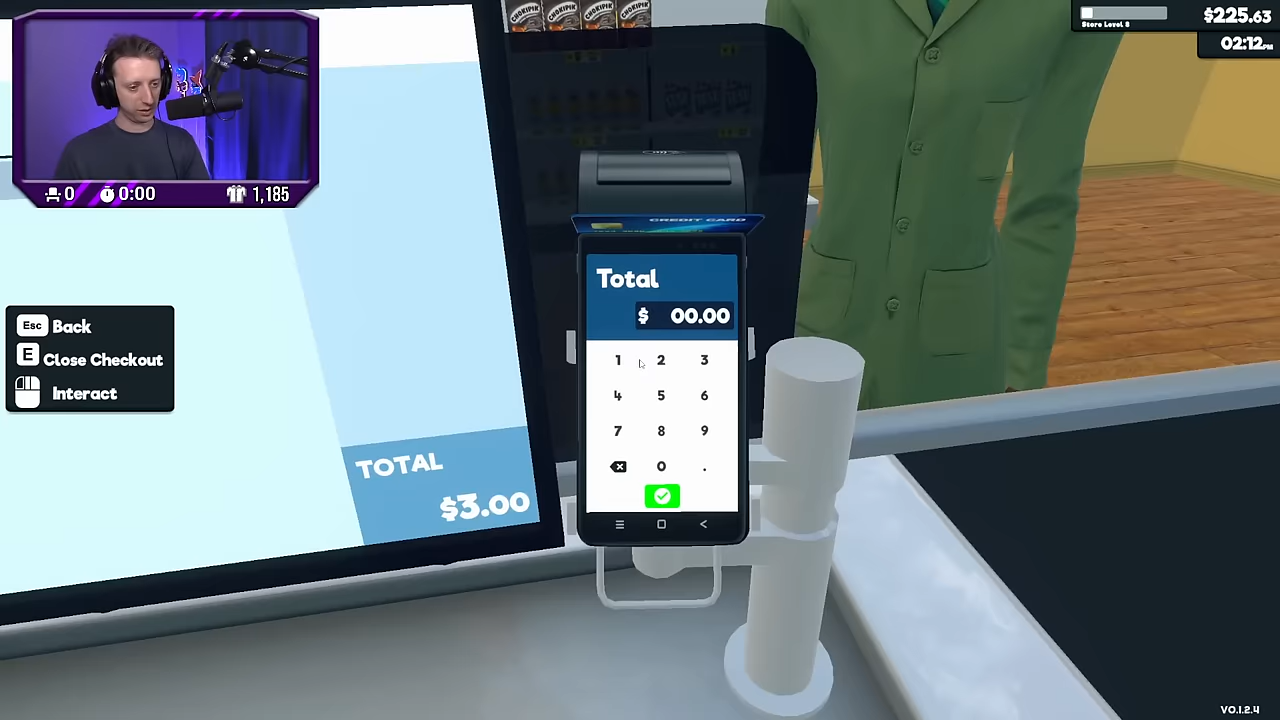 CHOKIPIK CHOKIPIK CHOKIPIK CHOKIPIK
Store Level 8
$225.63
02:12PM
0 0:00 1,185
Esc Back
E Close Checkout
Interact
CREDIT CARD
Total
$ 00.00
1 2 3
4 5 6
7 8 9
0 .
TOTAL
$3.00
V0.1.2.4